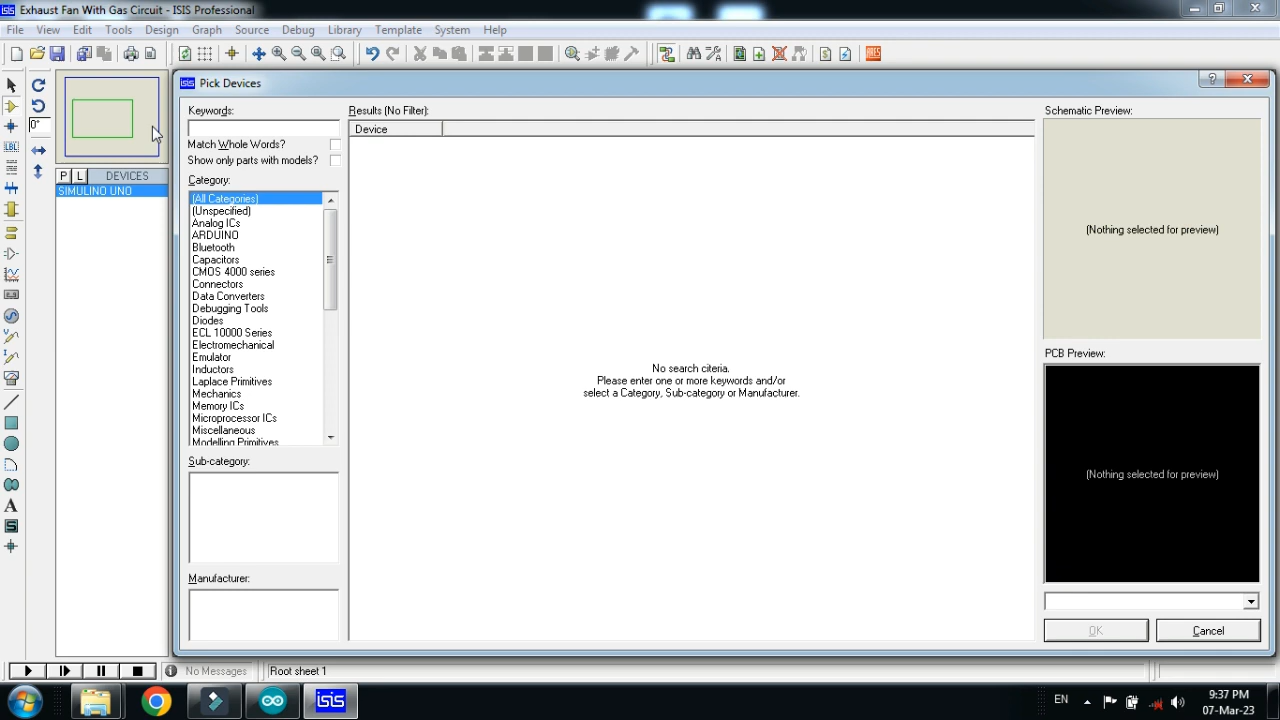 Exhaust Fan With Gas Circuit - ISIS Professional
File View Edit Tools Design Graph Source Debug Library Template System Help
ARES
Pick Devices
0°
LBL
P L DEVICES
SIMULINO UNO
A
S
Keywords:
Match Whole Words?
Show only parts with models?
Category:
(All Categories)
(Unspecified)
Analog ICs
ARDUINO
Bluetooth
Capacitors
CMOS 4000 series
Connectors
Data Converters
Debugging Tools
Diodes
ECL 10000 Series
Electromechanical
Emulator
Inductors
Laplace Primitives
Mechanics
Memory ICs
Microprocessor ICs
Miscellaneous
Modelling Primitives
Sub-category:
Manufacturer:
Results (No Filter):
Device
No search citeria.
Please enter one or more keywords and/or
select a Category, Sub-category or Manufacturer.
Schematic Preview:
(Nothing selected for preview)
PCB Preview:
(Nothing selected for preview)
OK Cancel
No Messages Root sheet 1
isis
EN
9:37 PM
07-Mar-23